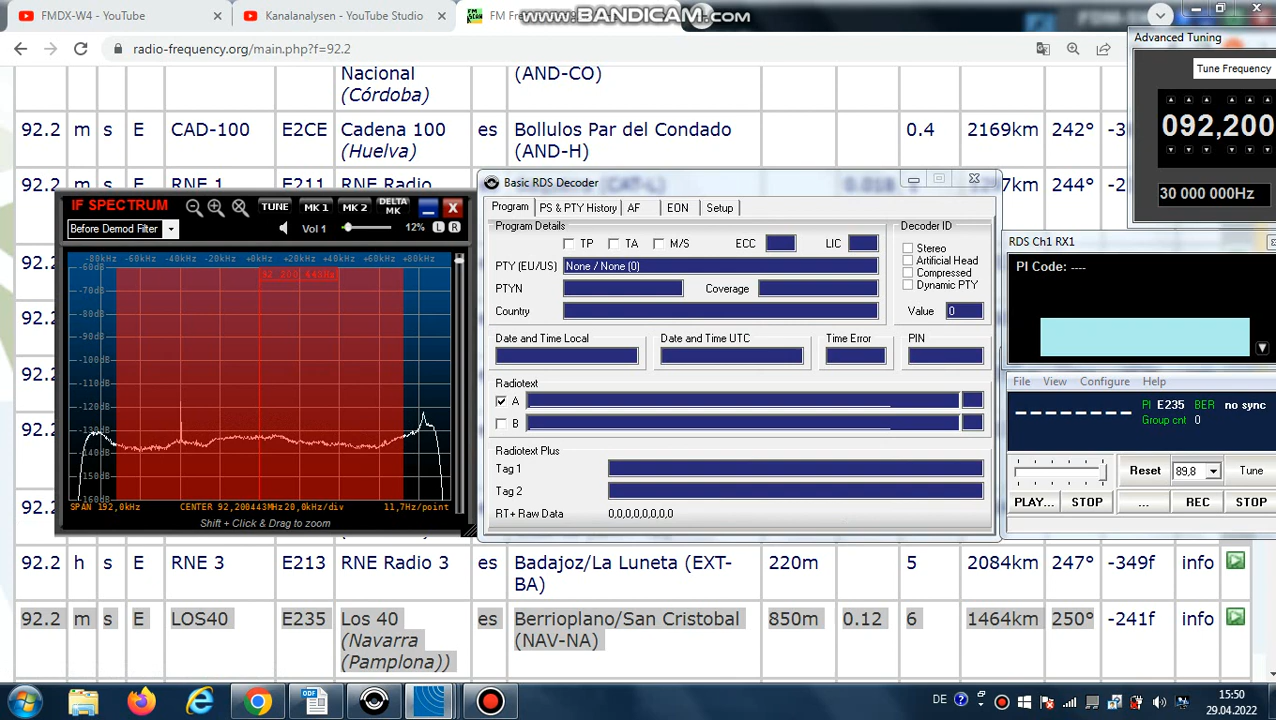 FMDX-W4 - YouTube
Kanalanalysen - YouTube Studio
FM Fre
www.BANDICAM.com
radio-frequency.org/main.php?f=92.2
Advanced Tuning
Tune Frequency
092,200
30 000 000Hz
Nacional
(Córdoba)
(AND-CO)
92.2 m s E CAD-100 E2CE Cadena 100
(Huelva)
es Bollulos Par del Condado
(AND-H)
0.4 2169km 242°
92.2 m s E RNE 1 E211 RNE Radio
244°
IF SPECTRUM
TUNE MK 1 MK 2 DELTA MK
Before Demod Filter
Vol 1 12% L R
-80kHz -60kHz -40kHz -20kHz +0kHz +20kHz +40kHz +60kHz +80kHz
-60dB
-70dB
-80dB
-90dB
-100dB
-110dB
-120dB
-130dB
-140dB
-150dB
160dB
SPAN 192,0kHz CENTER 92,200443MHz 20,0kHz/div 11,7Hz/point
Shift + Click & Drag to zoom
Basic RDS Decoder
Program PS & PTY History AF EON Setup
Program Details
TP TA M/S ECC LIC
PTY (EU/US) None / None (0)
PTYN Coverage
Country
Decoder ID
Stereo
Artificial Head
Compressed
Dynamic PTY
Value 0
Date and Time Local Date and Time UTC Time Error PIN
Radiotext
A
B
Radiotext Plus
Tag 1
Tag 2
RT+ Raw Data 0,0,0,0,0,0,0,0
RDS Ch1 RX1
PI Code: ----
File View Configure Help
-------- PI E235 BER no sync
Group cnt 0
Reset 89,8 Tune
PLAY... STOP ... REC STOP
92.2 h s E RNE 3 E213 RNE Radio 3 es Badajoz/La Luneta (EXT-
BA)
220m 5 2084km 247° -349f info
92.2 m s E LOS40 E235 Los 40
(Navarra
(Pamplona))
es Berrioplano/San Cristobal
(NAV-NA)
850m 0.12 6 1464km 250° -241f info
DE
15:50
29.04.2022